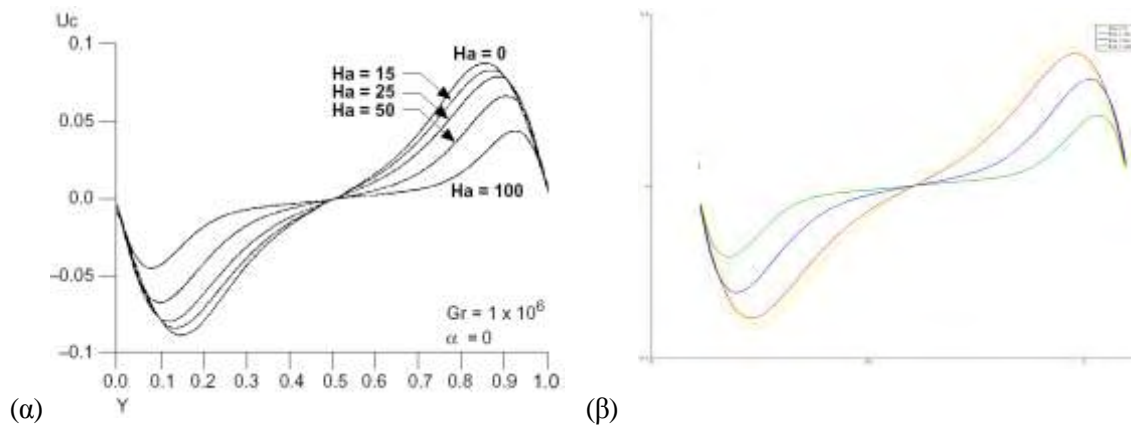 Uc
0.1
0.05
0.0
–0.05
–0.1
Ha = 0
Ha = 15
Ha = 25
Ha = 50
Ha = 100
Gr = 1 x 10⁶
α = 0
0.0 0.1 0.2 0.3 0.4 0.5 0.6 0.7 0.8 0.9 1.0
Y
(α)
(β)